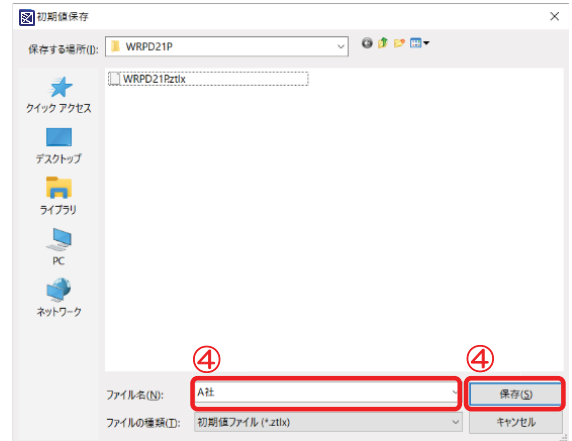 初期値保存
保存する場所(I):
WRPD21P
WRPD21P.ztlx
クイック アクセス
デスクトップ
ライブラリ
PC
ネットワーク
④
④
ファイル名(N):
A社
保存(S)
ファイルの種類(T):
初期値ファイル (*.ztlx)
キャンセル